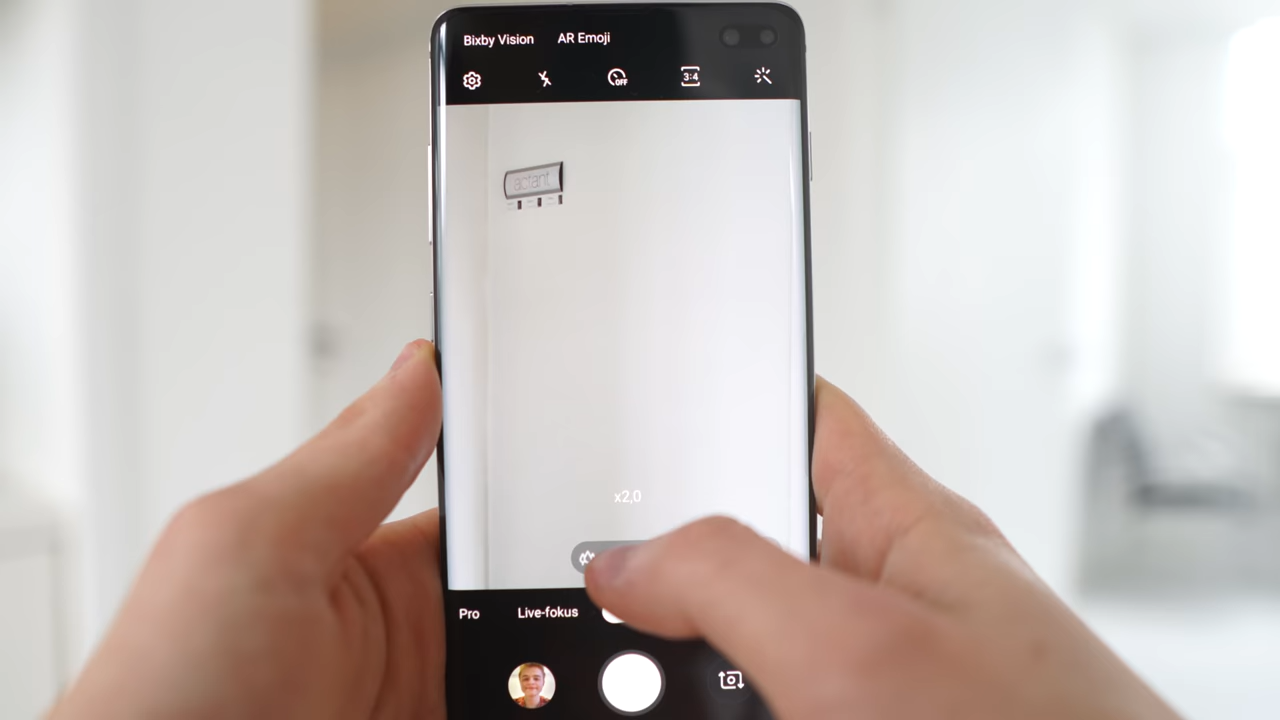 Bixby Vision AR Emoji
OFF 3:4
actant
x2,0
Pro Live-fokus